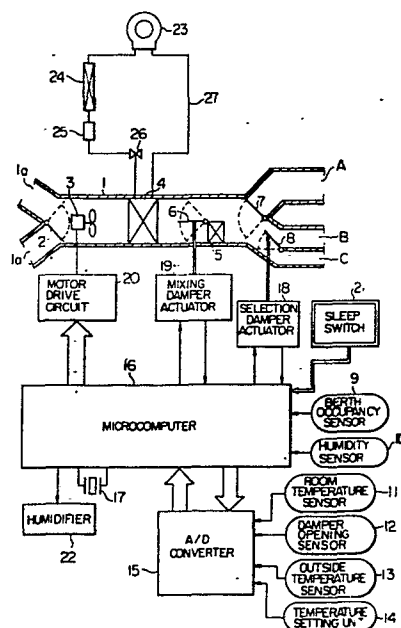 23
24
27
25
26
1a
1
4
A
3
7
2
6
B
8
5
1a
C
20
19
18
MOTOR
DRIVE
CIRCUIT
MIXING
DAMPER
ACTUATOR
SELECTION
DAMPER
ACTUATOR
SLEEP
SWITCH
16
9
MICROCOMPUTER
BERTH
OCCUPANCY
SENSOR
HUMIDITY
SENSOR
17
11
HUMIDIFIER
22
A/D
CONVERTER
15
ROOM
TEMPERATURE
SENSOR
12
DAMPER
OPENING
SENSOR
13
OUTSIDE
TEMPERATURE
SENSOR
14
TEMPERATURE
SETTING